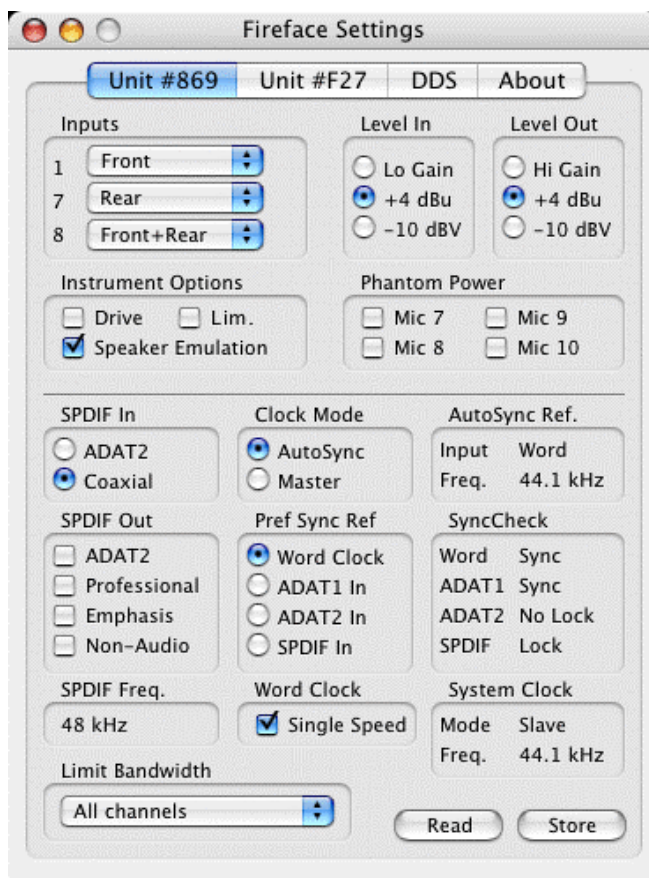 Fireface Settings
Unit #869 Unit #F27 DDS About
Inputs Level In Level Out
1 Front Lo Gain Hi Gain
7 Rear +4 dBu +4 dBu
8 Front+Rear -10 dBV -10 dBV
Instrument Options Phantom Power
Drive Lim. Mic 7 Mic 9
Speaker Emulation Mic 8 Mic 10
SPDIF In Clock Mode AutoSync Ref.
ADAT2 AutoSync Input Word
Coaxial Master Freq. 44.1 kHz
SPDIF Out Pref Sync Ref SyncCheck
ADAT2 Word Clock Word Sync
Professional ADAT1 In ADAT1 Sync
Emphasis ADAT2 In ADAT2 No Lock
Non-Audio SPDIF In SPDIF Lock
SPDIF Freq. Word Clock System Clock
48 kHz Single Speed Mode Slave
Freq. 44.1 kHz
Limit Bandwidth
All channels Read Store